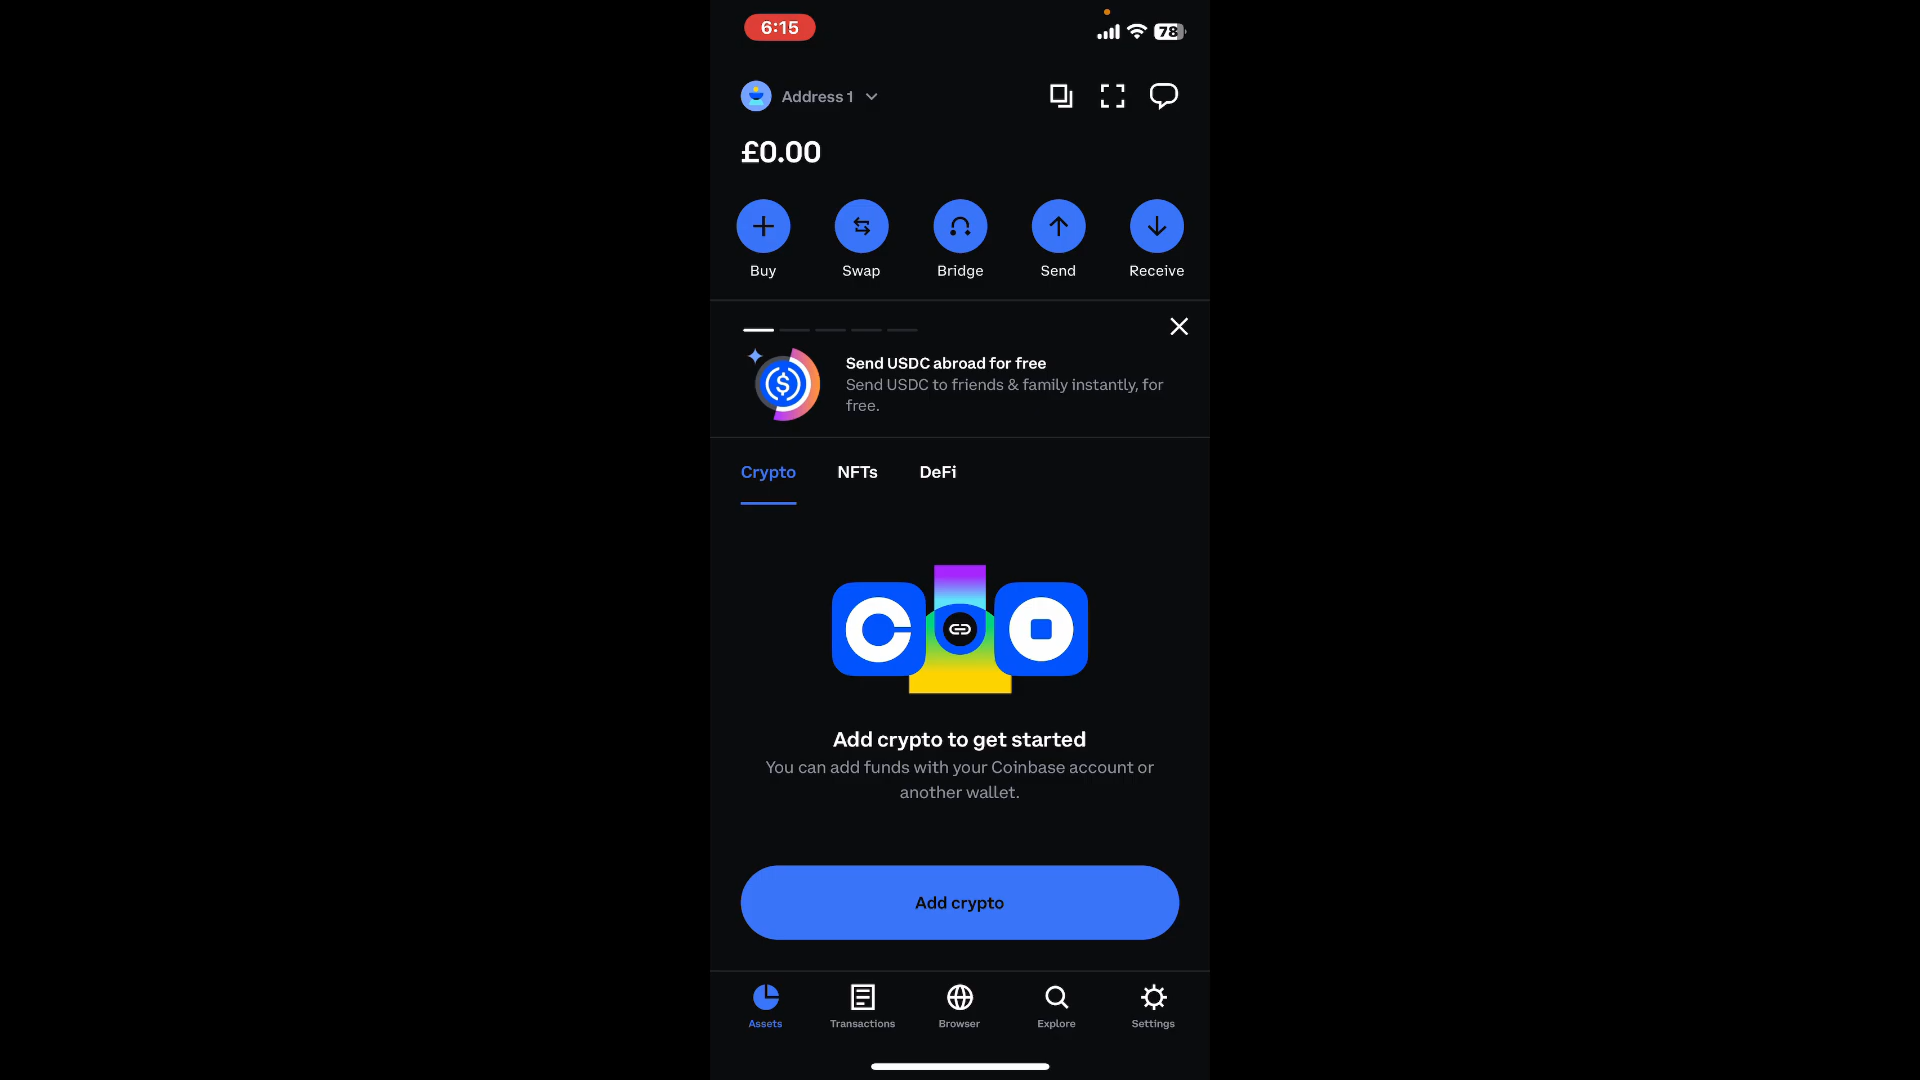 6:15
78
Address 1
£0.00
Buy
Swap
Bridge
Send
Receive
Send USDC abroad for free
Send USDC to friends & family instantly, for
free.
Crypto
NFTs
DeFi
Add crypto to get started
You can add funds with your Coinbase account or
another wallet.
Add crypto
Assets
Transactions
Browser
Explore
Settings